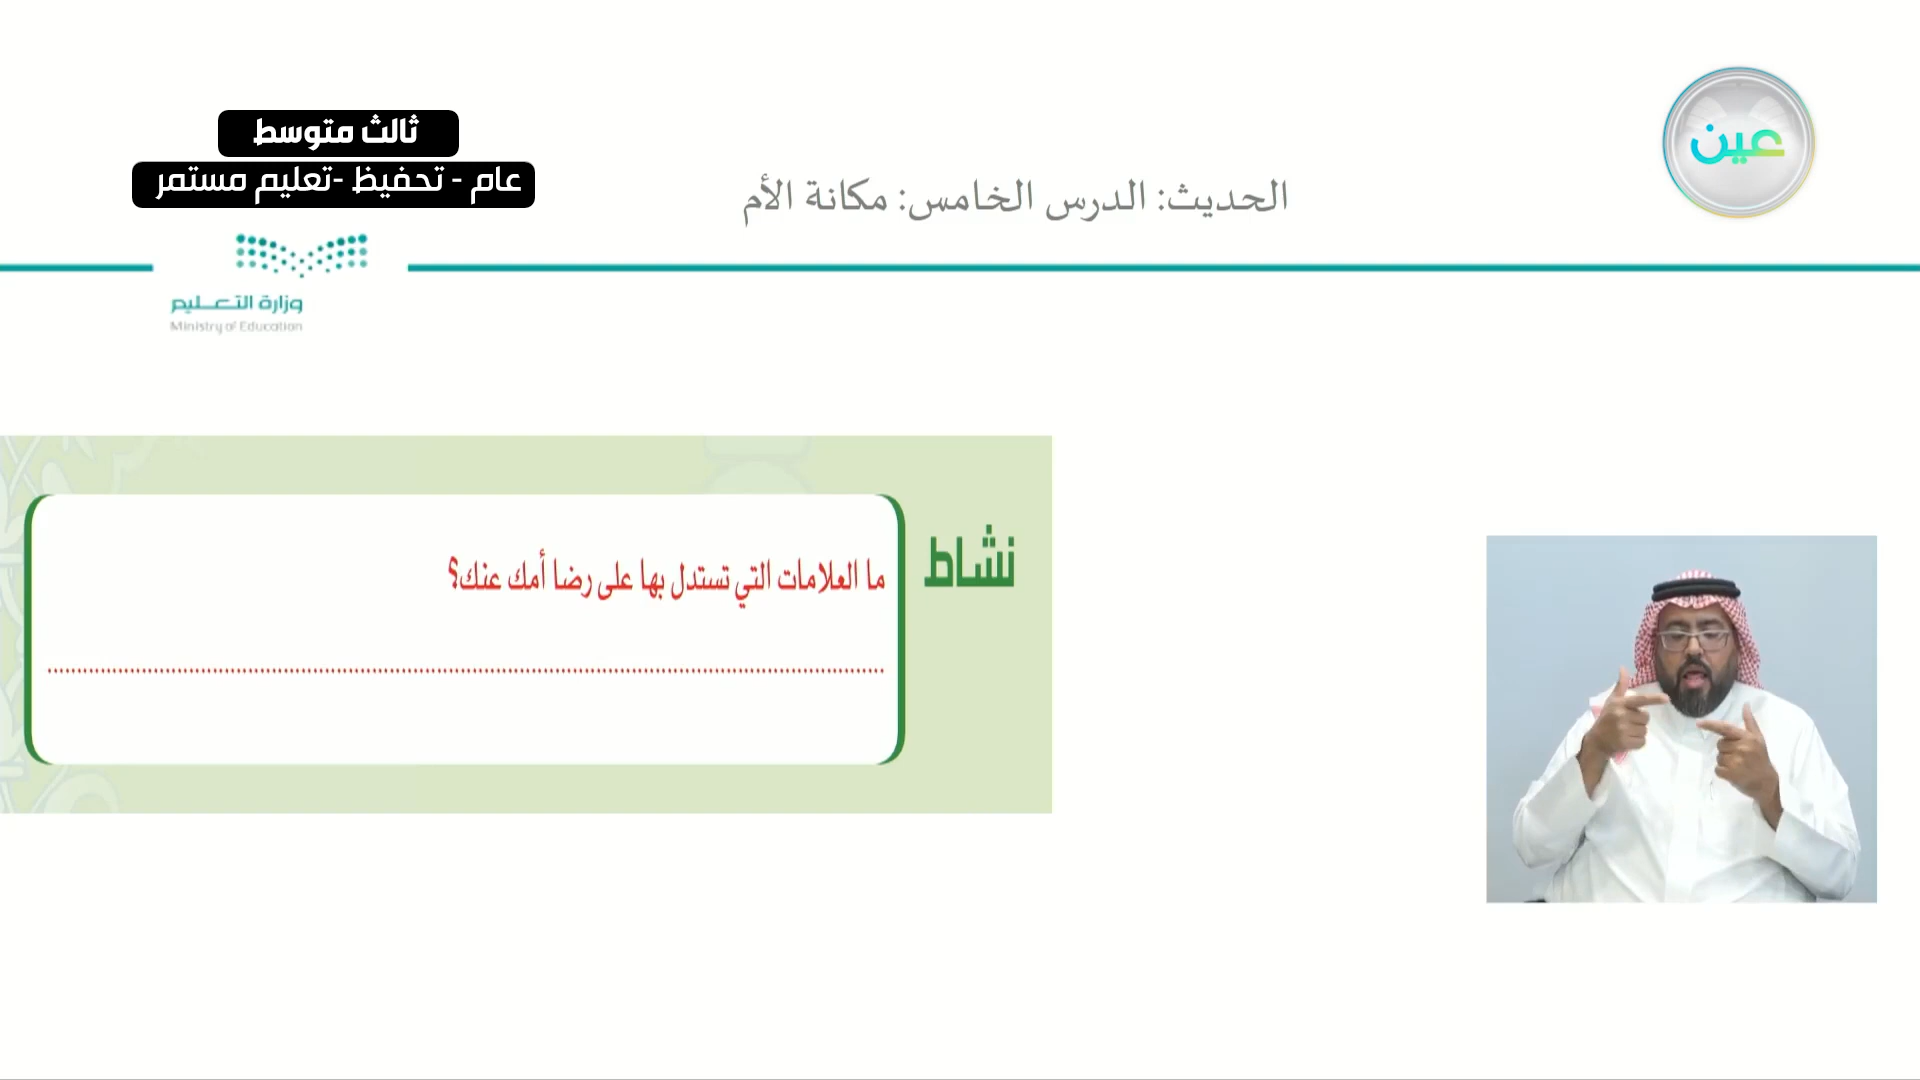 عين
ثالث متوسط
عام - تحفيظ -تعليم مستمر
الحديث: الدرس الخامس: مكانة الأم
وزارة التعليم
Ministry of Education
نشاط
ما العلامات التي تستدل بها على رضا أمك عنك؟